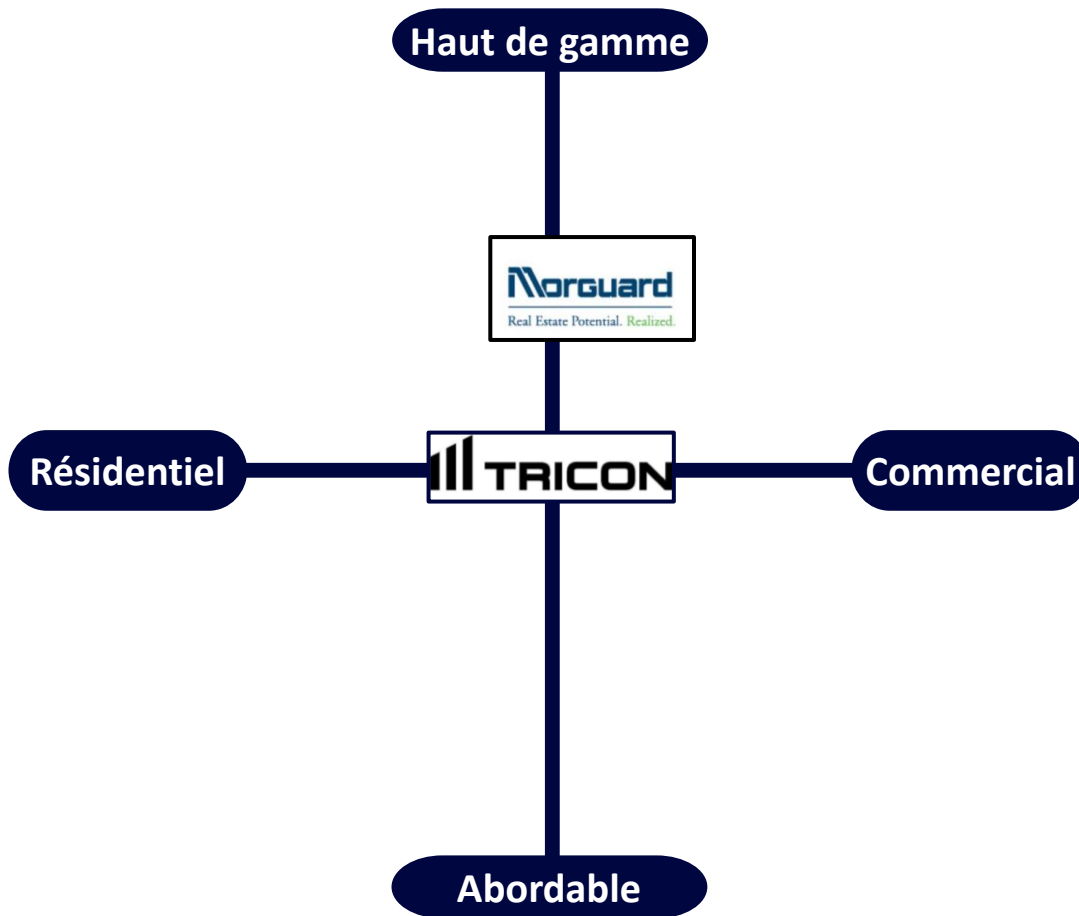 Haut de gamme
Morguard
Real Estate Potential. Realized.
Résidentiel
TRICON
Commercial
Abordable